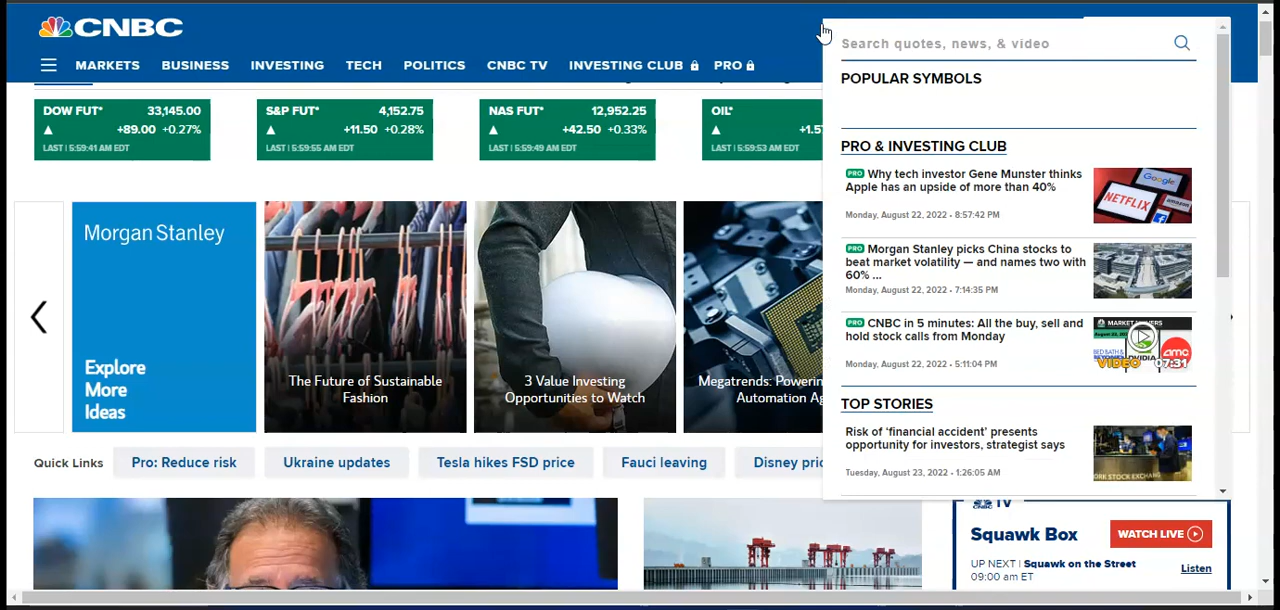 CNBC
Search quotes, news, & video
MARKETS BUSINESS INVESTING TECH POLITICS CNBC TV INVESTING CLUB PRO
POPULAR SYMBOLS
DOW FUT* 33,145.00
+89.00 +0.27%
LAST | 5:59:41 AM EDT
S&P FUT* 4,152.75
+11.50 +0.28%
LAST | 5:59:55 AM EDT
NAS FUT* 12,952.25
+42.50 +0.33%
LAST | 5:59:49 AM EDT
OIL*
+1.5
LAST | 5:59:53 AM EDT
PRO & INVESTING CLUB
PRO Why tech investor Gene Munster thinks
Apple has an upside of more than 40%
Monday, August 22, 2022 - 8:57:42 PM
Google
NETFLIX
amazon
PRO Morgan Stanley picks China stocks to
beat market volatility — and names two with
60% ...
Monday, August 22, 2022 - 7:14:35 PM
PRO CNBC in 5 minutes: All the buy, sell and
hold stock calls from Monday
Monday, August 22, 2022 - 5:11:04 PM
amc
VIDEO 07:31
TOP STORIES
Risk of ‘financial accident’ presents
opportunity for investors, strategist says
Tuesday, August 23, 2022 - 1:26:05 AM
Morgan Stanley
Explore
More
Ideas
The Future of Sustainable
Fashion
3 Value Investing
Opportunities to Watch
Megatrends:
Automation
Quick Links
Pro: Reduce risk
Ukraine updates
Tesla hikes FSD price
Fauci leaving
Disney
TV
Squawk Box
WATCH LIVE
UP NEXT | Squawk on the Street
09:00 am ET
Listen